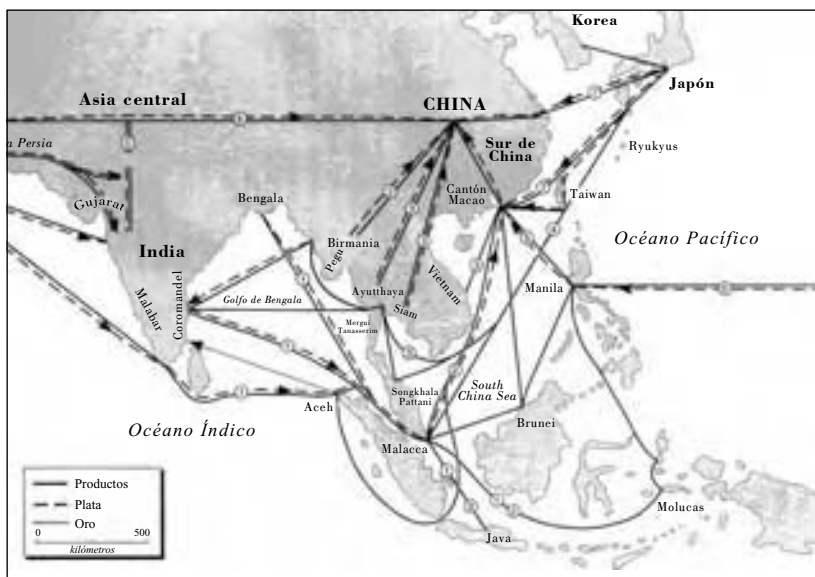 Korea
Asia central
CHINA
Japón
a Persia
Sur de
China
Ryukyus
Gujarat
Bengala
Cantón
Macao
Taiwan
India
Birmania
Pegu
Océano Pacífico
Malabar
Coromandel
Golfo de Bengala
Ayutthaya
Siam
Vietnam
Manila
Mergui
Tanasserim
Songkhala
Pattani
South
China Sea
Aceh
Océano Índico
Malacca
Brunei
Molucas
Java
Productos
Plata
Oro
0 500
kilómetros